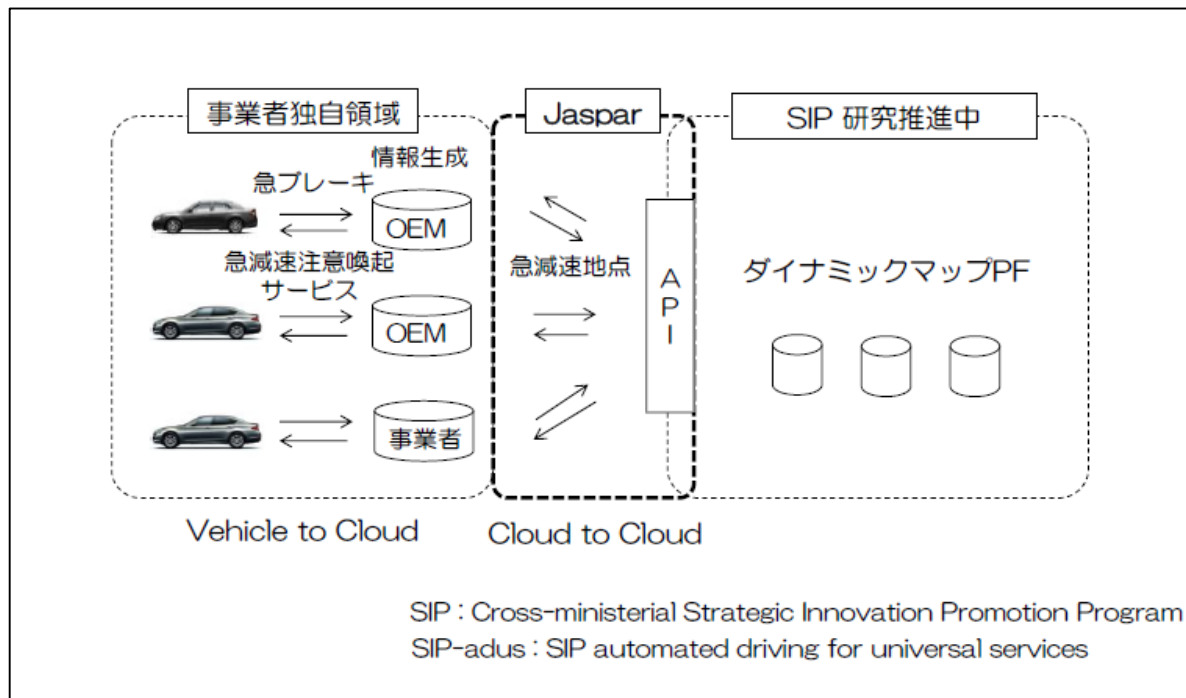 事業者独自領域
Jaspar
SIP 研究推進中
情報生成
急ブレーキ
OEM
急減速注意喚起
サービス
急減速地点
API
ダイナミックマップPF
OEM
事業者
Vehicle to Cloud
Cloud to Cloud
SIP : Cross-ministerial Strategic Innovation Promotion Program
SIP-adus : SIP automated driving for universal services